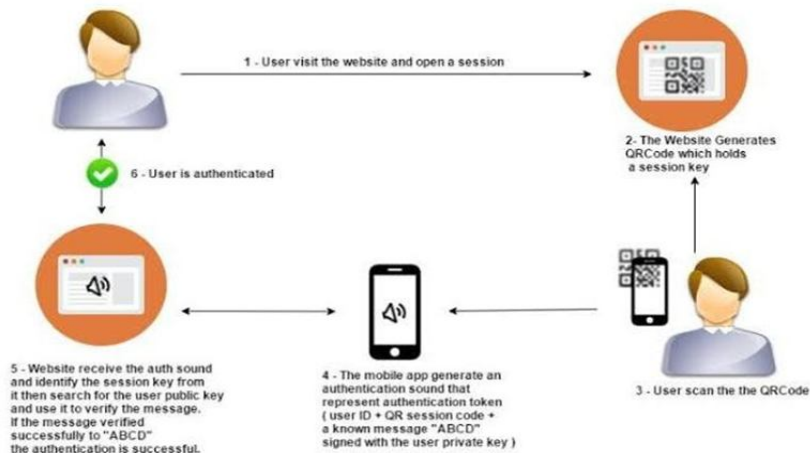 1 - User visit the website and open a session
2- The Website Generates
QRCode which holds
a session key
6 - User is authenticated
3 - User scan the the QRCode
4 - The mobile app generate an
authentication sound that
represent authentication token
( user ID + QR session code +
a known message "ABCD"
signed with the user private key )
5 - Website receive the auth sound
and identify the session key from
it then search for the user public key
and use it to verify the message.
If the message verified
successfully to "ABCD"
the authentication is successful.